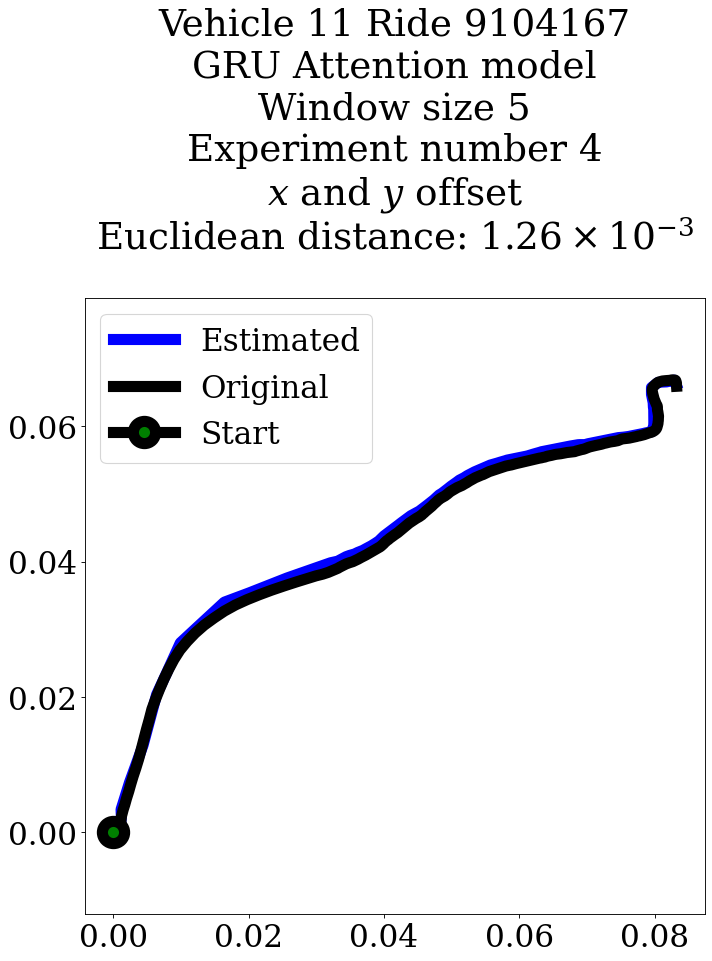 Vehicle 11 Ride 9104167
GRU Attention model
Window size 5
Experiment number 4
x and y offset
Euclidean distance: 1.26 × 10⁻³
Estimated
Original
Start
0.06
0.04
0.02
0.00
0.00 0.02 0.04 0.06 0.08